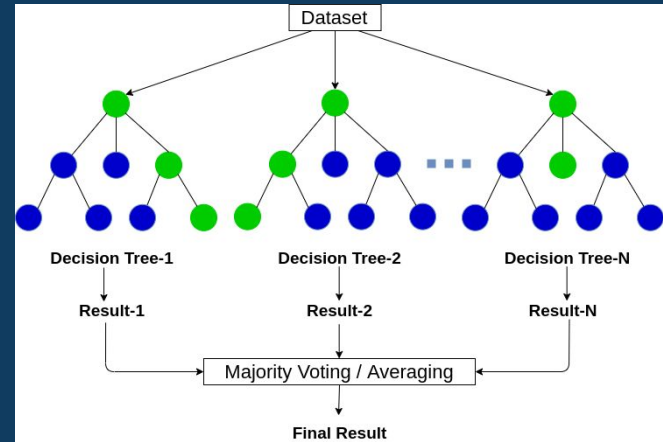 Dataset
Decision Tree-1
Decision Tree-2
Decision Tree-N
Result-1
Result-2
Result-N
Majority Voting / Averaging
Final Result